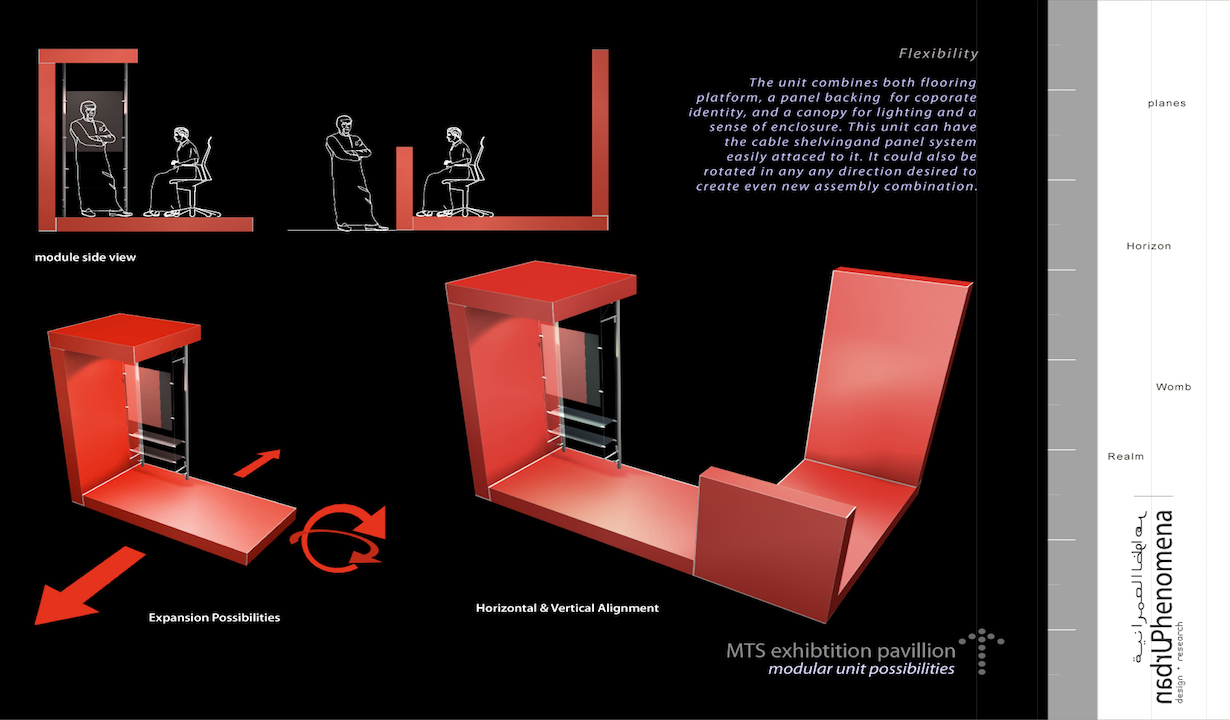 Flexibility
The unit combines both flooring
platform, a panel backing for coporate
identity, and a canopy for lighting and a
sense of enclosure. This unit can have
the cable shelvingand panel system
easily attaced to it. It could also be
rotated in any any direction desired to
create even new assembly combination.
module side view
Expansion Possibilities
Horizontal & Vertical Alignment
MTS exhibtition pavillion
modular unit possibilities
planes
Horizon
Womb
Realm
UrbanPhenomena
design + research